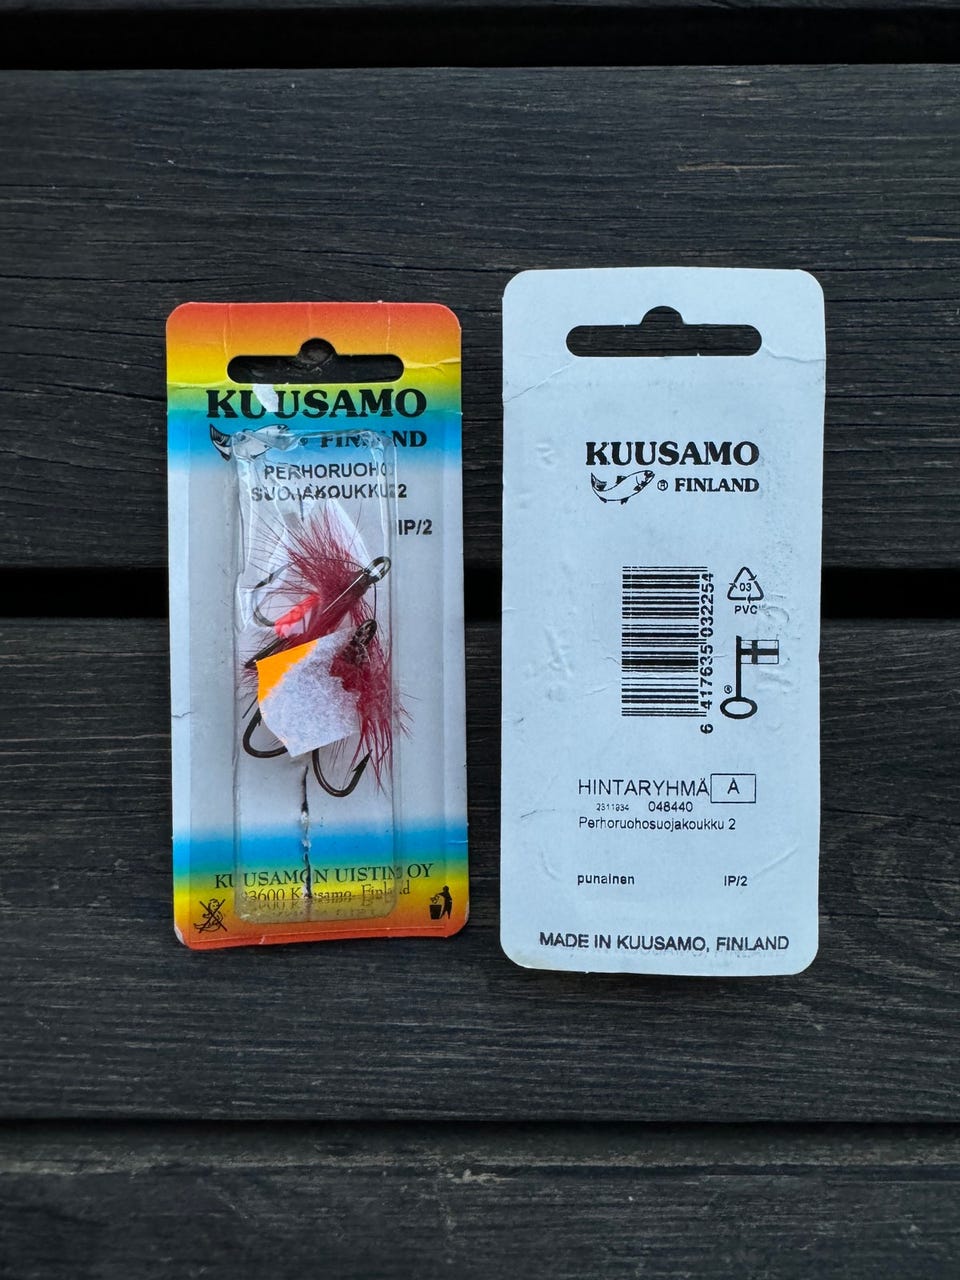 KUUSAMO
FINLAND
PERHORUOHO
SUOJAKOUKKU 2
IP/2
KUUSAMON UISTIN OY
93600 Kuusamo, Finland
KUUSAMO
® FINLAND
03
PVC
6 417635 032254
®
HINTARYHMÄ A
2311934 048440
Perhoruohosuojakoukku 2
punainen IP/2
MADE IN KUUSAMO, FINLAND